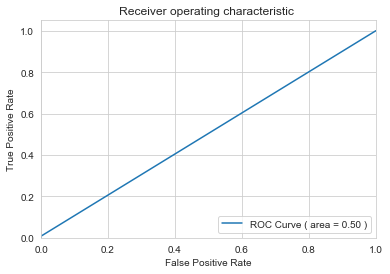 Receiver operating characteristic
True Positive Rate
1.0
0.8
0.6
0.4
0.2
0.0
ROC Curve ( area = 0.50 )
0.0 0.2 0.4 0.6 0.8 1.0
False Positive Rate